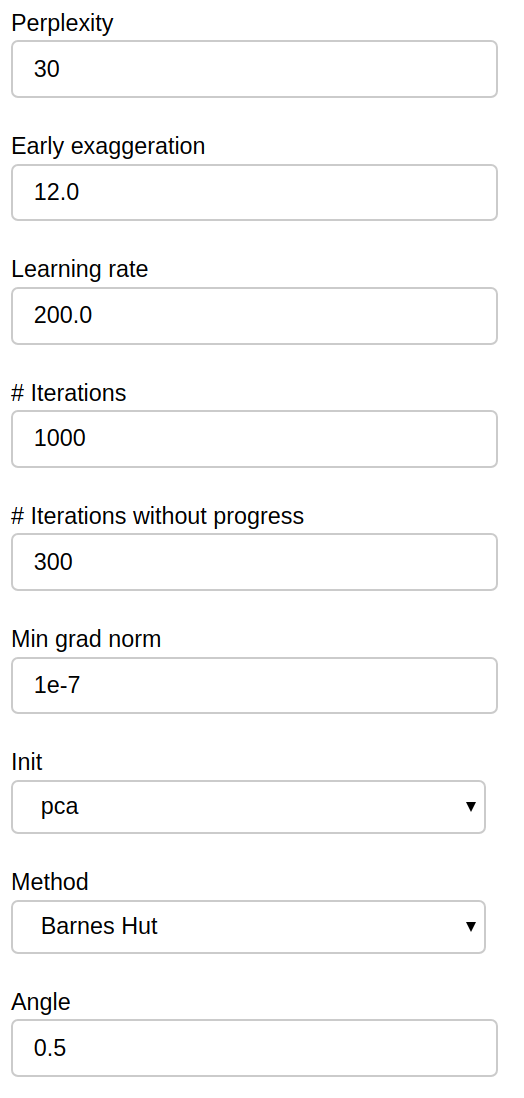 Perplexity
30
Early exaggeration
12.0
Learning rate
200.0
# Iterations
1000
# Iterations without progress
300
Min grad norm
1e-7
Init
pca
Method
Barnes Hut
Angle
0.5